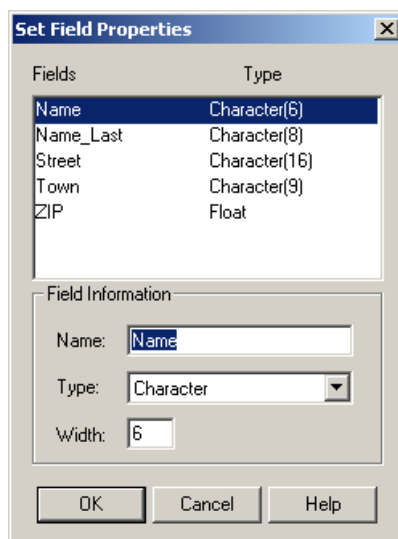 Set Field Properties
Fields Type
Name Character(6)
Name_Last Character(8)
Street Character(16)
Town Character(9)
ZIP Float
Field Information
Name: Name
Type: Character
Width: 6
OK Cancel Help